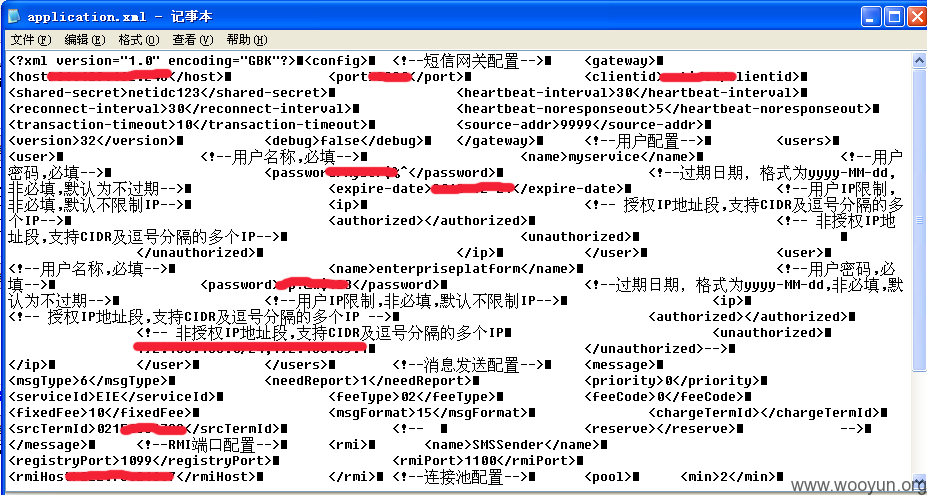 application.xml - 记事本
文件(F) 编辑(E) 格式(O) 查看(V) 帮助(H)
<?xml version="1.0" encoding="GBK"?> <config> <!--短信网关配置--> <gateway>
<host </host> <port </port> <clientid lientid>
<shared-secret>netidc123</shared-secret> <heartbeat-interval>30</heartbeat-interval>
<reconnect-interval>30</reconnect-interval> <heartbeat-noresponseout>5</heartbeat-noresponseout>
<transaction-timeout>10</transaction-timeout> <source-addr>9999</source-addr>
<version>32</version> <debug>false</debug> </gateway> <!--用户配置--> <users>
<user> <!--用户名称,必填--> <name>myservice</name> <!--用户
密码,必填--> <passwo ^</password> <!--过期日期, 格式为yyyy-MM-dd,
非必填,默认为不过期--> <expire-date> </expire-date> <!--用户IP限制,
非必填,默认不限制IP--> <ip> <!-- 授权IP地址段,支持CIDR及逗号分隔的多
个IP--> <authorized></authorized> <!-- 非授权IP地
址段,支持CIDR及逗号分隔的多个IP--> <unauthorized>
</unauthorized> </ip> </user> <user>
<!--用户名称,必填--> <name>enterpriseplatform</name> <!--用户密码,必
填--> <password> </password> <!--过期日期, 格式为yyyy-MM-dd,非必填,默
认为不过期--> <!--用户IP限制,非必填,默认不限制IP--> <ip>
<!-- 授权IP地址段,支持CIDR及逗号分隔的多个IP --> <authorized></authorized>
<!-- 非授权IP地址段,支持CIDR及逗号分隔的多个IP <unauthorized>
</unauthorized>-->
</ip> </user> </users> <!--消息发送配置--> <message>
<msgType>6</msgType> <needReport>1</needReport> <priority>0</priority>
<serviceId>EIE</serviceId> <feeType>02</feeType> <feeCode>0</feeCode>
<fixedFee>10</fixedFee> <msgFormat>15</msgFormat> <chargeTermId></chargeTermId>
<srcTermId>021 </srcTermId> <!-- <reserve></reserve> -->
</message> <!--RMI端口配置--> <rmi> <name>SMSSender</name>
<registryPort>1099</registryPort> <rmiPort>1100</rmiPort>
<rmiHost </rmiHost> </rmi> <!--连接池配置--> <pool> <min>2</min>
www.wooyun.org